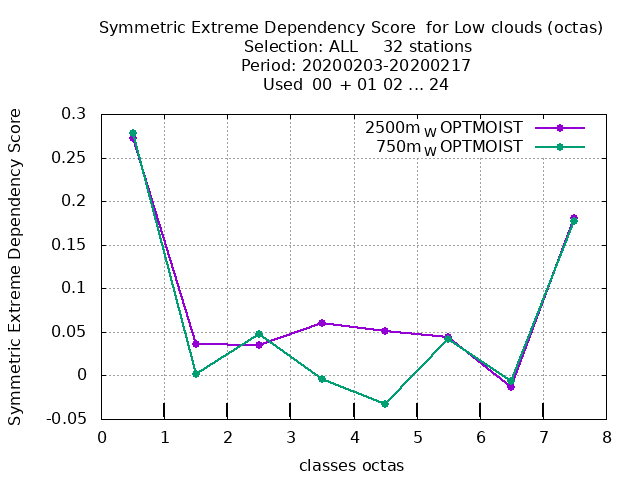 Symmetric Extreme Dependency Score  for Low clouds (octas)
Selection: ALL     32 stations
Period: 20200203-20200217
Used  00  + 01 02 ... 24
2500m W OPTMOIST
750m W OPTMOIST
Symmetric Extreme Dependency Score
0.3
0.25
0.2
0.15
0.1
0.05
0
-0.05
0 1 2 3 4 5 6 7 8
classes octas